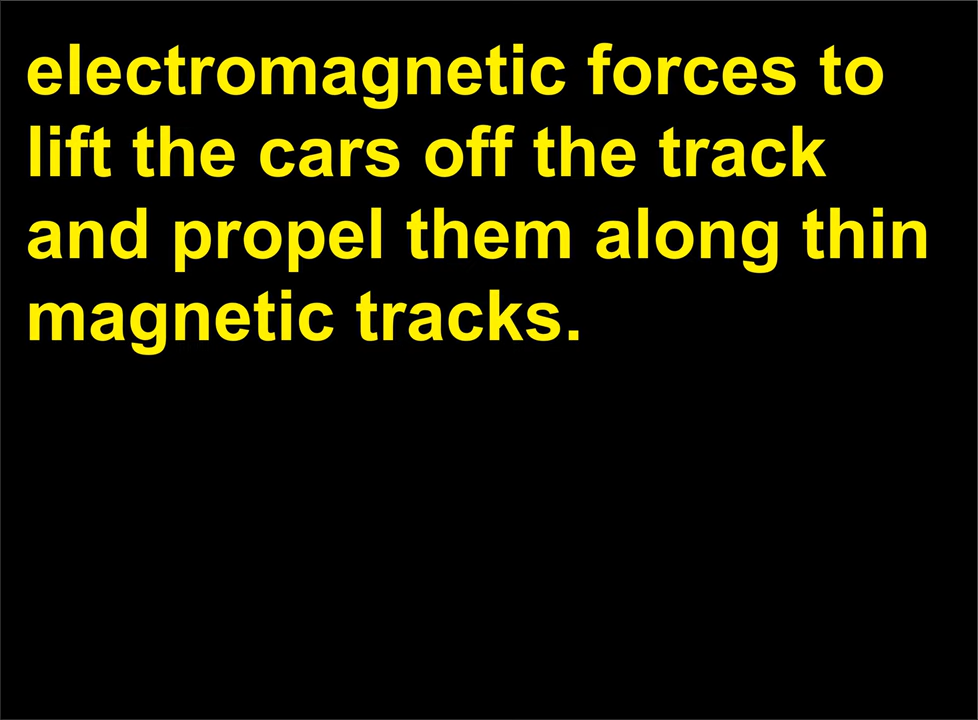 electromagnetic forces to
lift the cars off the track
and propel them along thin
magnetic tracks.